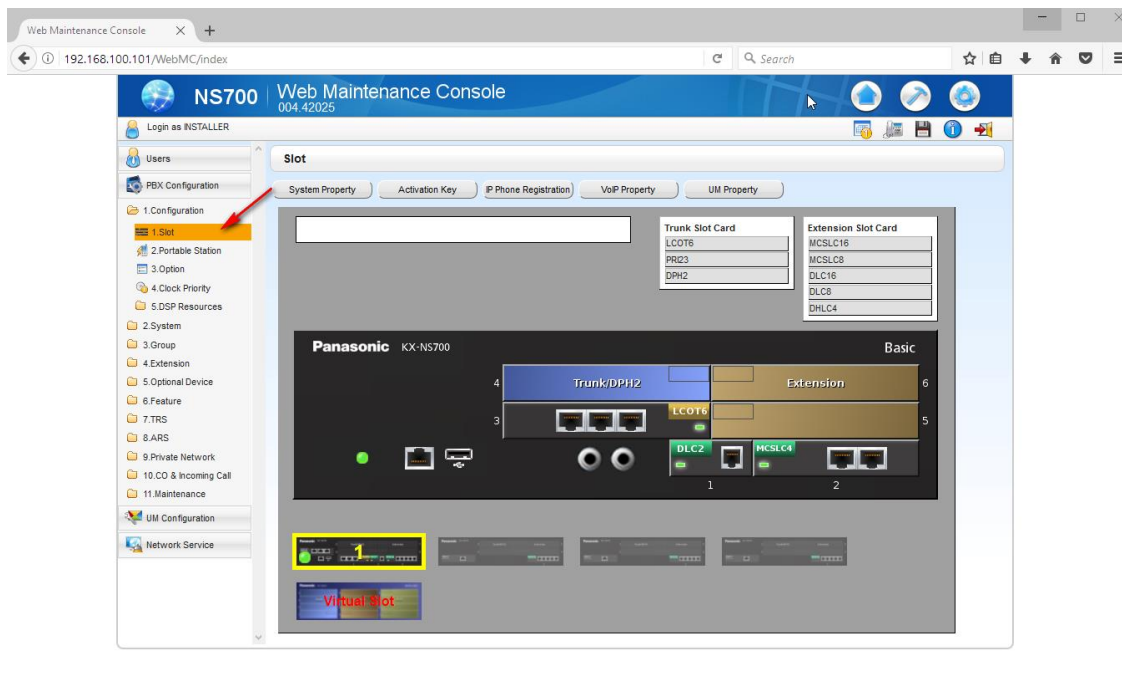 Web Maintenance Console
192.168.100.101/WebMC/index
Search
NS700
Web Maintenance Console
004.42025
Login as INSTALLER
Users
PBX Configuration
1.Configuration
1.Slot
2.Portable Station
3.Option
4.Clock Priority
5.DSP Resources
2.System
3.Group
4.Extension
5.Optional Device
6.Feature
7.TRS
8.ARS
9.Private Network
10.CO & Incoming Call
11.Maintenance
UM Configuration
Network Service
Slot
System Property
Activation Key
IP Phone Registration
VoIP Property
UM Property
Trunk Slot Card
LCOT6
PRI23
DPH2
Extension Slot Card
MCSLC16
MCSLC8
DLC16
DLC8
DHLC4
Panasonic KX-NS700 Basic
4 Trunk/DPH2 Extension 6
3 LCOT6 5
DLC2 MCSLC4
1 2
1
Virtual Slot